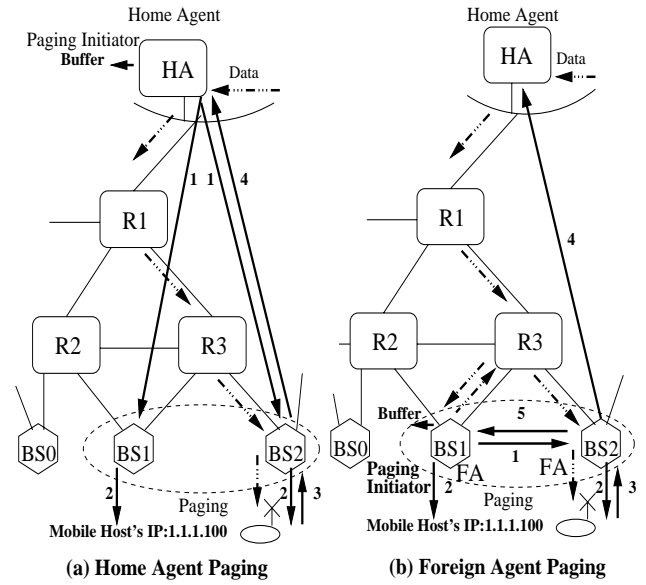 Home Agent
Paging Initiator
Buffer
HA
Data
1
1
4
R1
R2
R3
BS0
BS1
BS2
2
Paging
2
3
Mobile Host's IP:1.1.1.100
(a) Home Agent Paging
Home Agent
HA
Data
R1
4
R2
R3
Buffer
5
BS0
BS1
1
BS2
Paging
Initiator
2
FA
FA
2
3
Paging
Mobile Host's IP:1.1.1.100
(b) Foreign Agent Paging